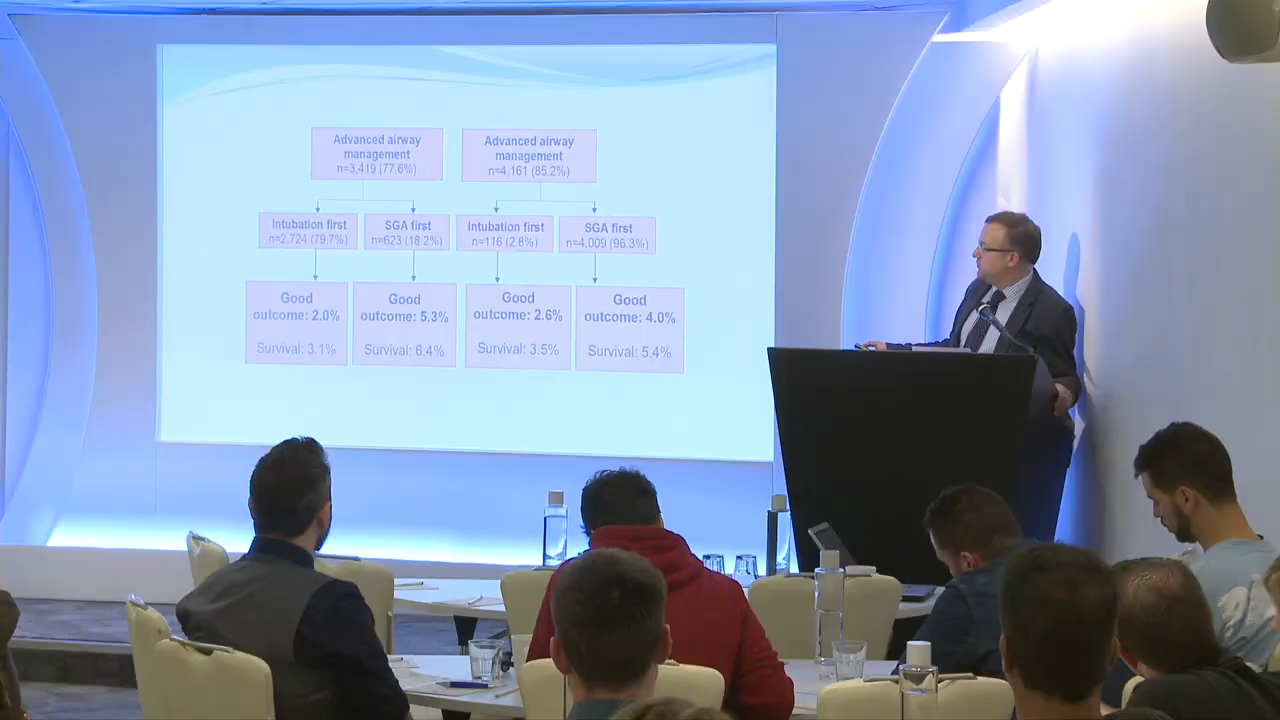 Advanced airway
management
n=3,419 (77.6%)
Advanced airway
management
n=4,161 (85.2%)
Intubation first
n=2,724 (79.7%)
SGA first
n=623 (18.2%)
Intubation first
n=116 (2.8%)
SGA first
n=4,009 (96.3%)
Good
outcome: 2.0%
Survival: 3.1%
Good
outcome: 5.3%
Survival: 6.4%
Good
outcome: 2.6%
Survival: 3.5%
Good
outcome: 4.0%
Survival: 5.4%